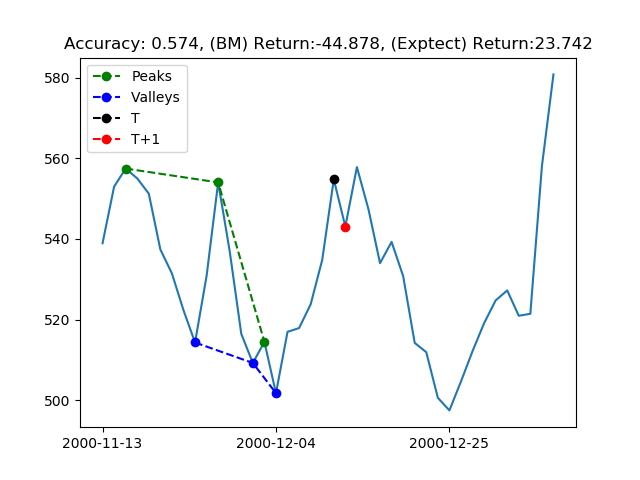 Accuracy: 0.574, (BM) Return:-44.878, (Exptect) Return:23.742
Peaks
Valleys
T
T+1
580
560
540
520
500
2000-11-13
2000-12-04
2000-12-25